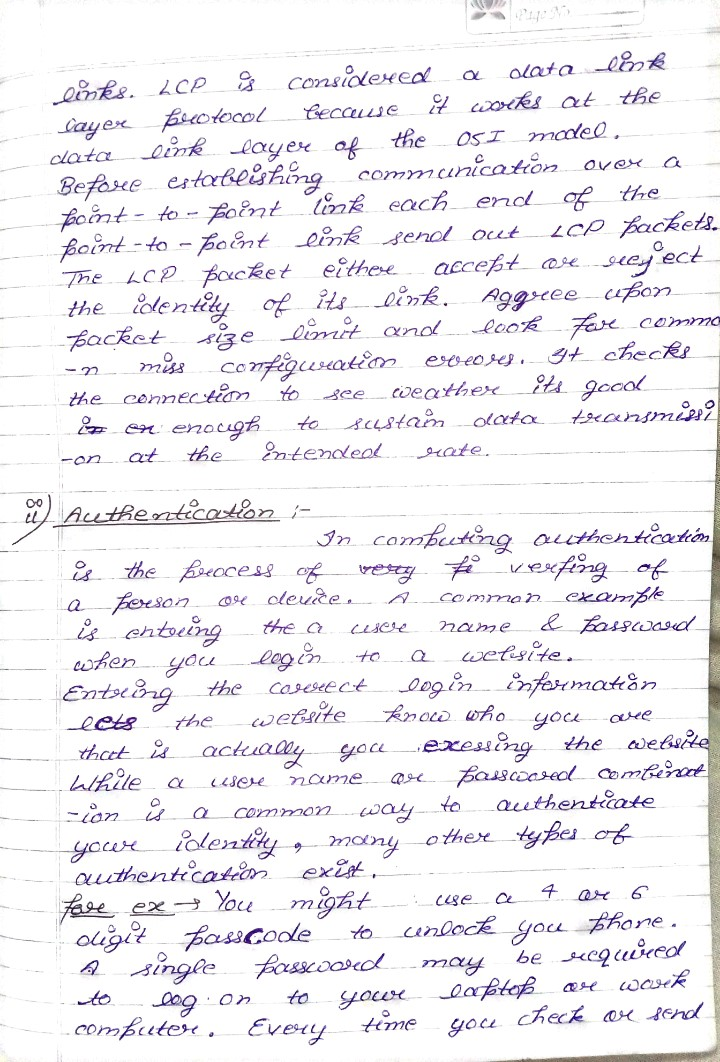 Page No
links. LCP is considered a data link
layer protocol because it works at the
data link layer of the OSI model.
Before establishing communication over a
point - to - point link each end of the
point - to - point link send out LCP packets.
The LCP packet either accept or reject
the identity of its link. Aggree upon
packet size limit and look for commo
-n miss configuration errors. It checks
the connection to see weather its good
in en enough to sustain data transmissi
-on at the intended rate.
ii) Authentication :-
In computing authentication
is the process of very fi verfing of
a person or device. A common example
is entering the a user name & password
when you login to a website.
Entring the correct login information
lets the website know who you are
that is actually you exessing the website
While a user name or password combinat
-ion is a common way to authenticate
your identity, many other types of
authentication exist.
for ex → You might use a 4 or 6
digit passcode to unlock you phone.
A single password may be required
to log on to your laptop or work
computer. Every time you check or send